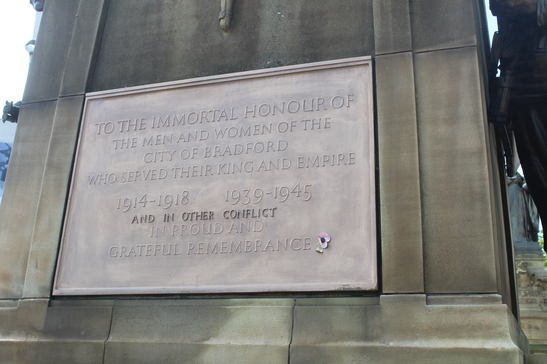 TO THE IMMORTAL HONOUR OF
THE MEN AND WOMEN OF THE
CITY OF BRADFORD
WHO SERVED THEIR KING AND EMPIRE
1914-1918 1939-1945
AND IN OTHER CONFLICT
IN PROUD AND
GRATEFUL REMEMBRANCE